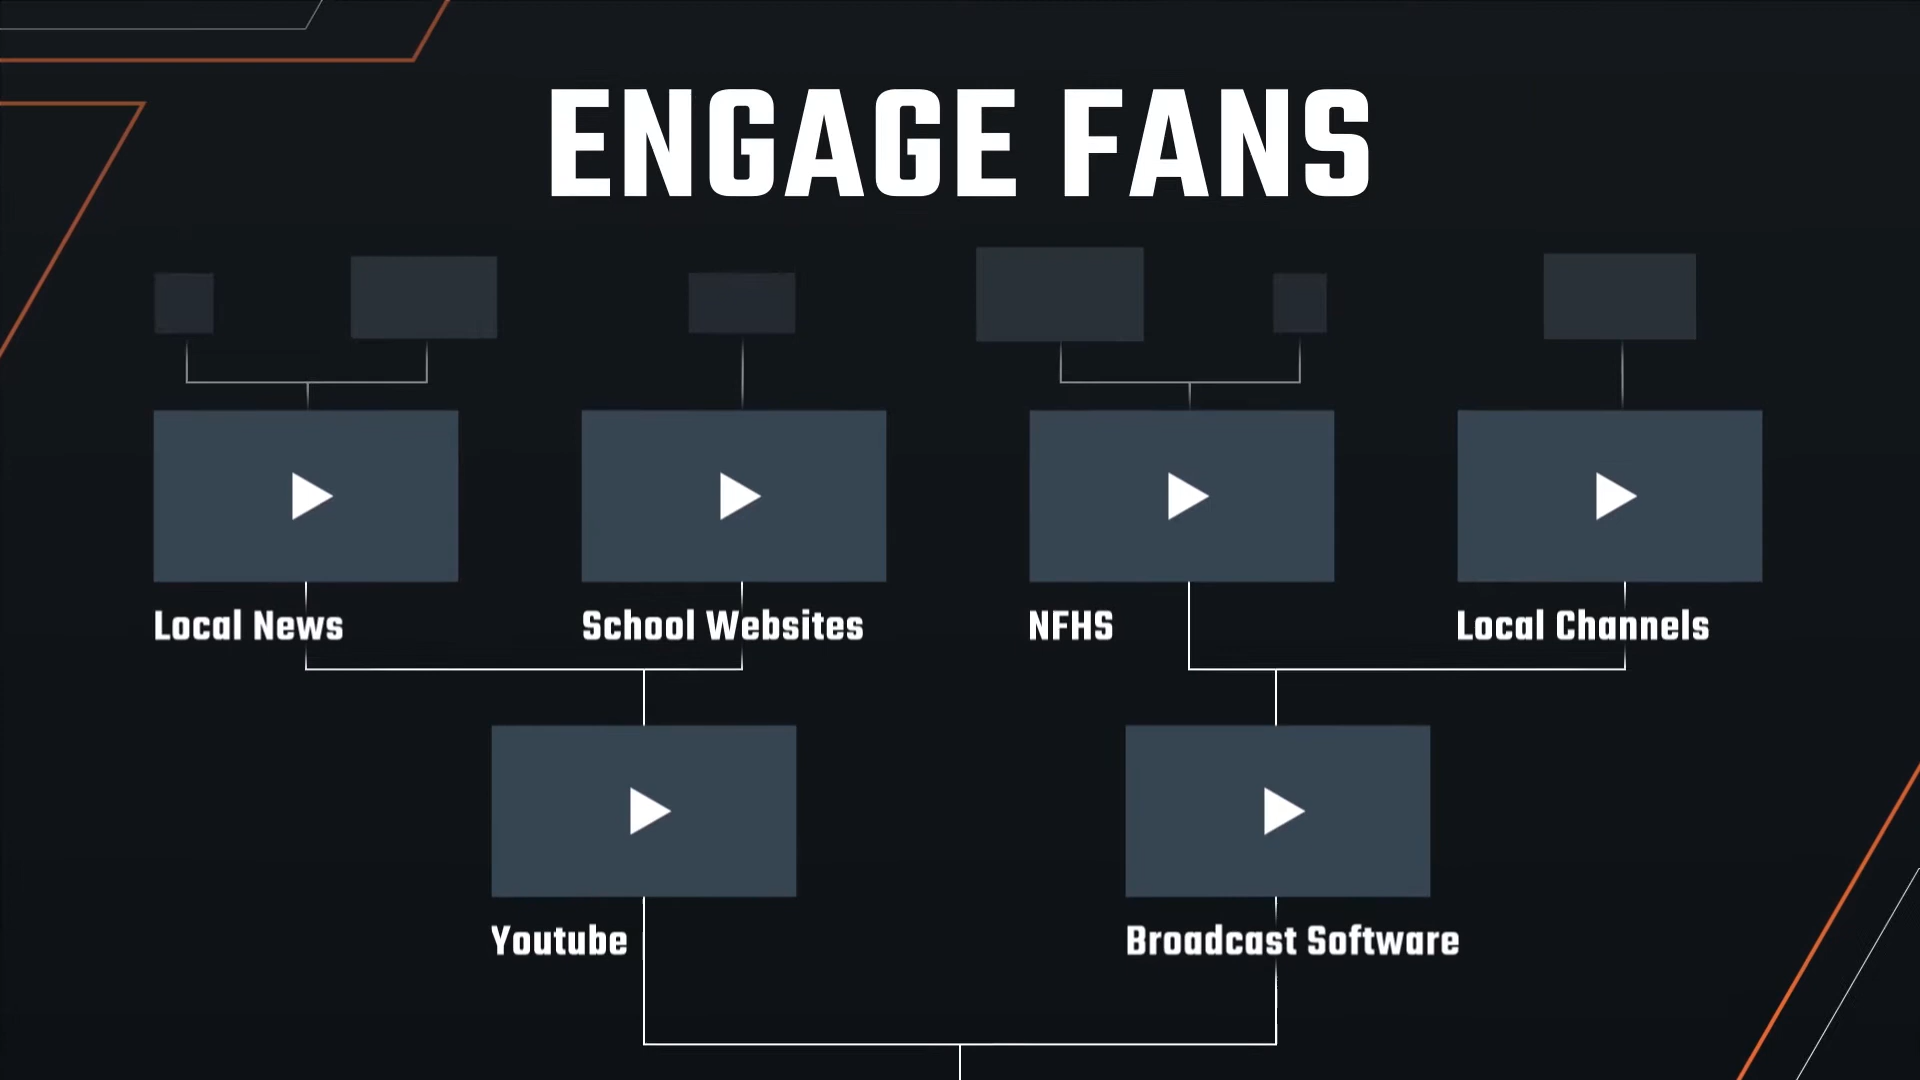 ENGAGE FANS
Local News
School Websites
NFHS
Local Channels
Youtube
Broadcast Software